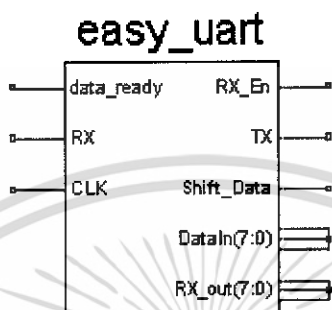 easy_uart
data_ready RX_En
RX TX
CLK Shift_Data
DataIn(7:0)
RX_out(7:0)